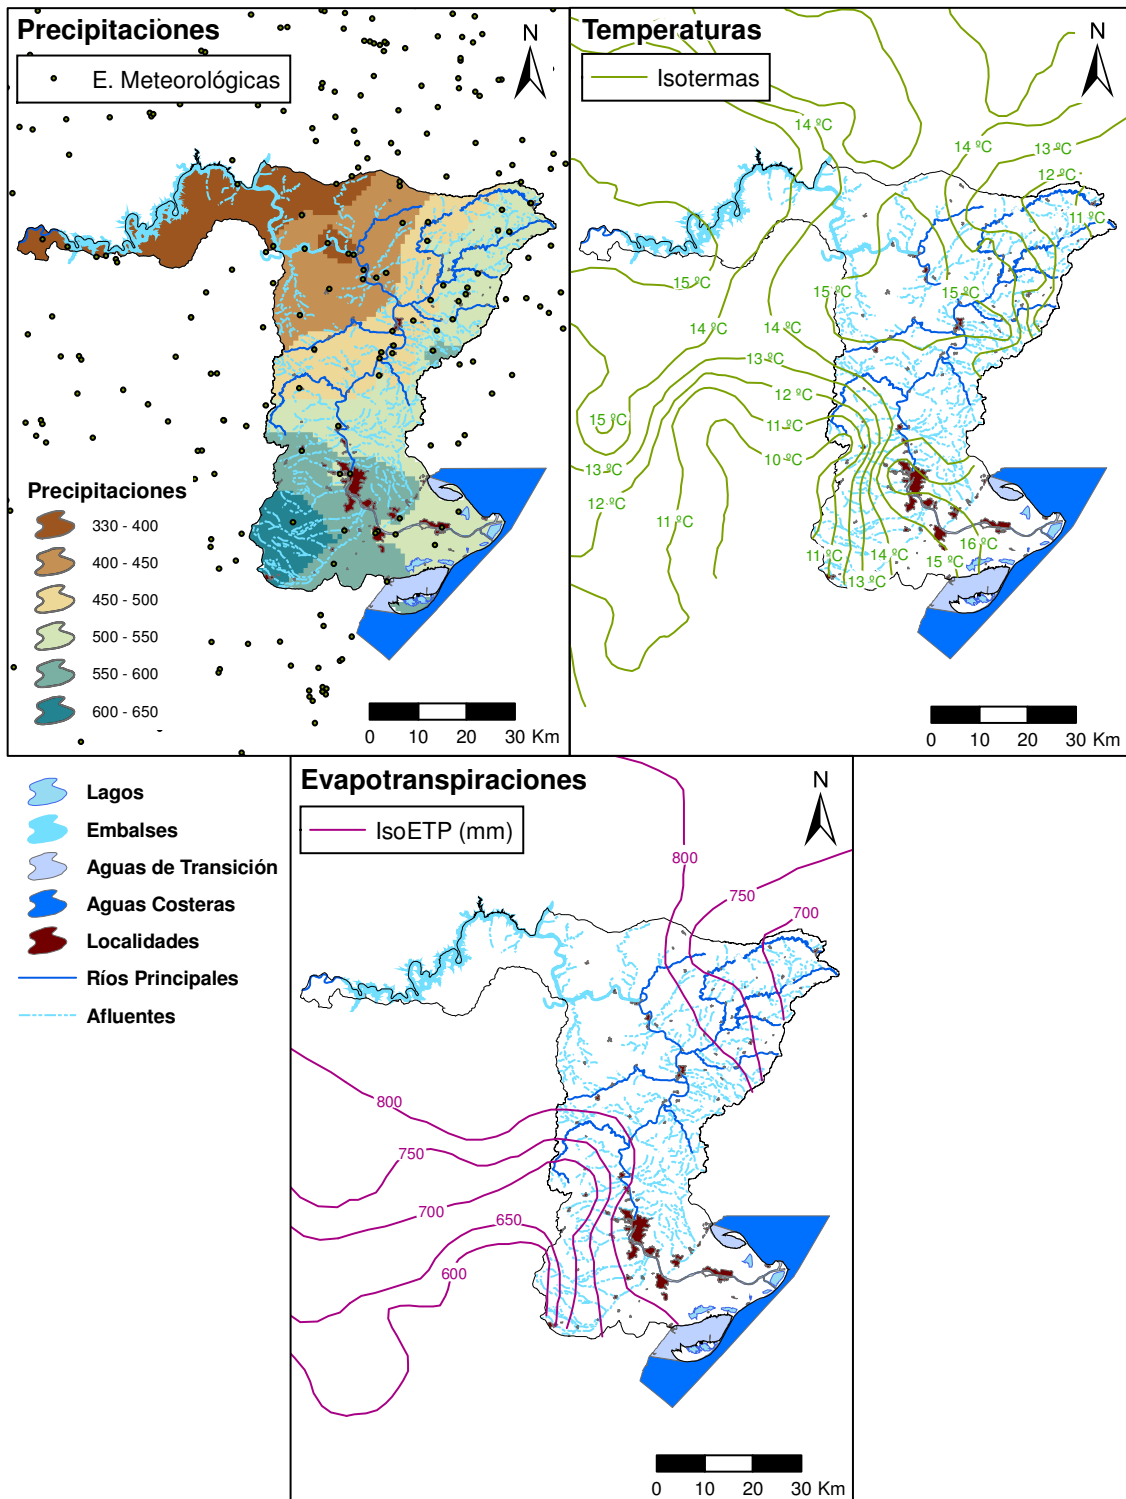 Precipitaciones
E. Meteorológicas
N
Precipitaciones
330 - 400
400 - 450
450 - 500
500 - 550
550 - 600
600 - 650
0 10 20 30 Km
Temperaturas
Isotermas
N
14 ºC
14 ºC
13 ºC
12 ºC
11 ºC
15 ºC
15 ºC
15 ºC
14 ºC
14 ºC
13 ºC
12 ºC
15 ºC
11 ºC
10 ºC
13 ºC
12 ºC
11 ºC
16 ºC
11 ºC
14 ºC
15 ºC
13 ºC
0 10 20 30 Km
Lagos
Embalses
Aguas de Transición
Aguas Costeras
Localidades
Ríos Principales
Afluentes
Evapotranspiraciones
IsoETP (mm)
N
800
750
700
800
750
700
650
600
0 10 20 30 Km